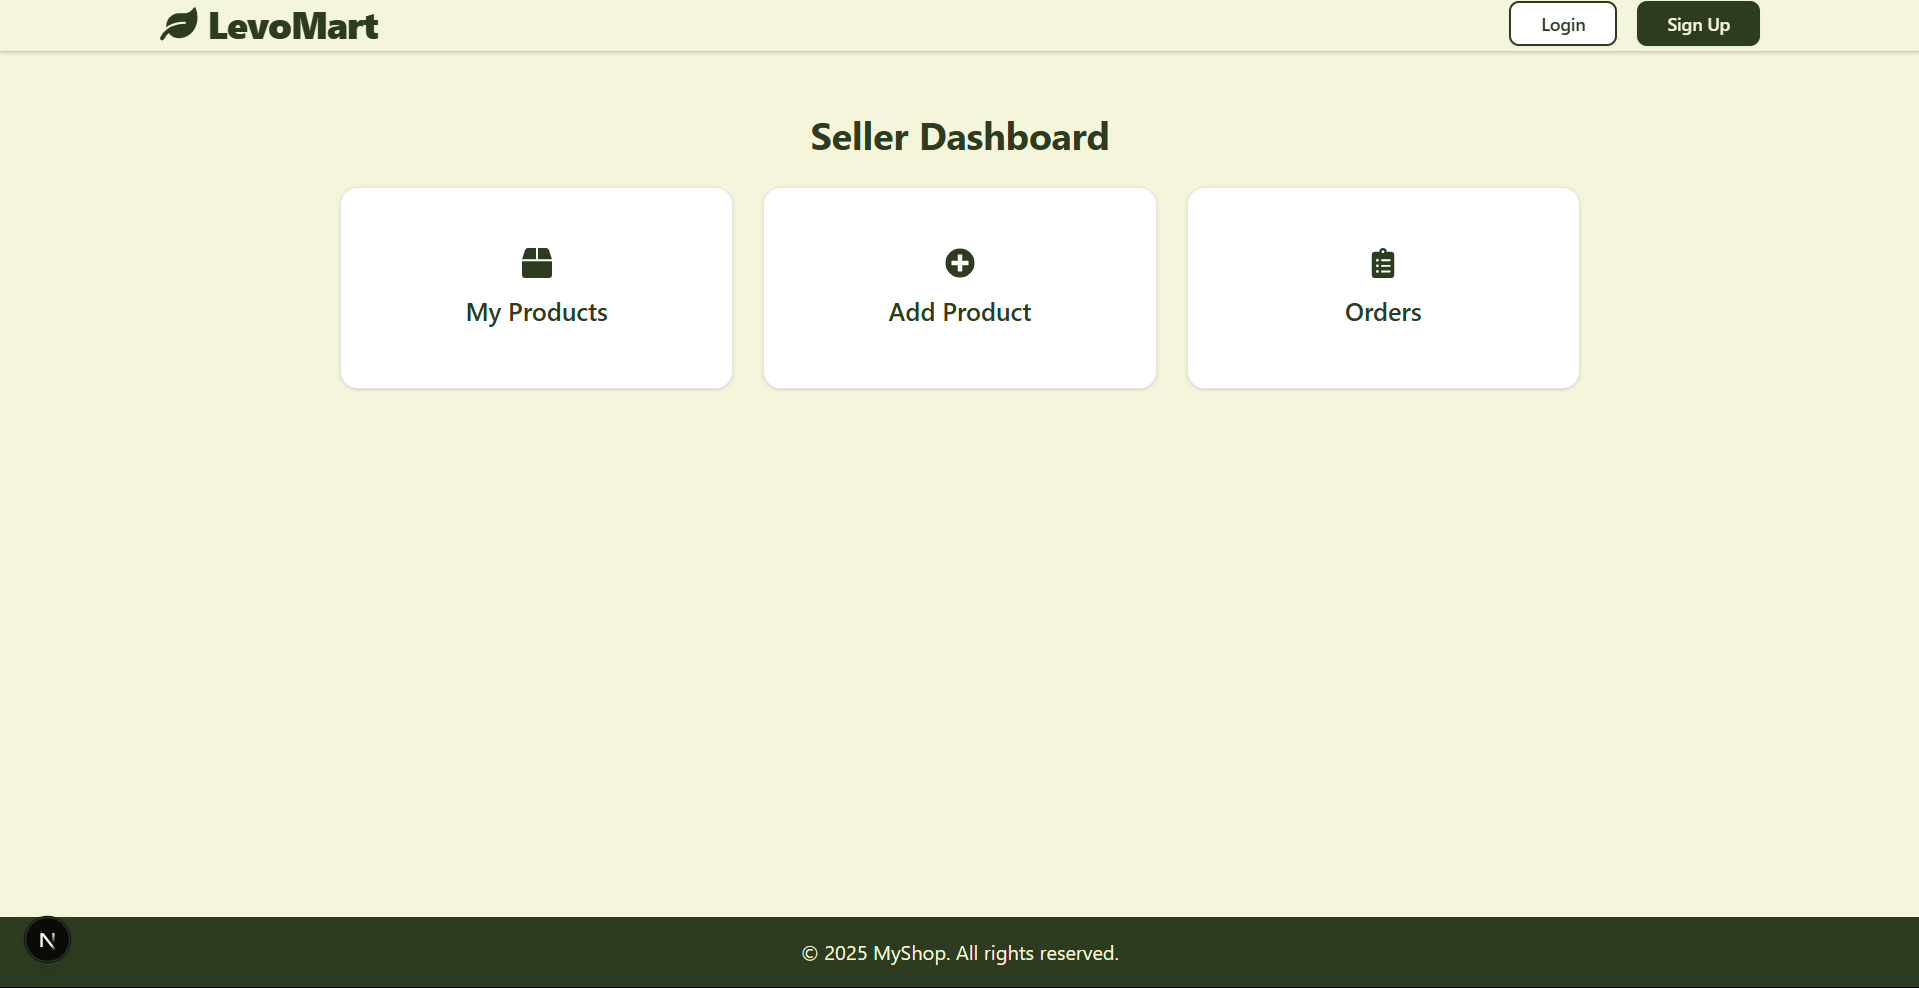 LevoMart
Login
Sign Up
Seller Dashboard
My Products
Add Product
Orders
N
© 2025 MyShop. All rights reserved.